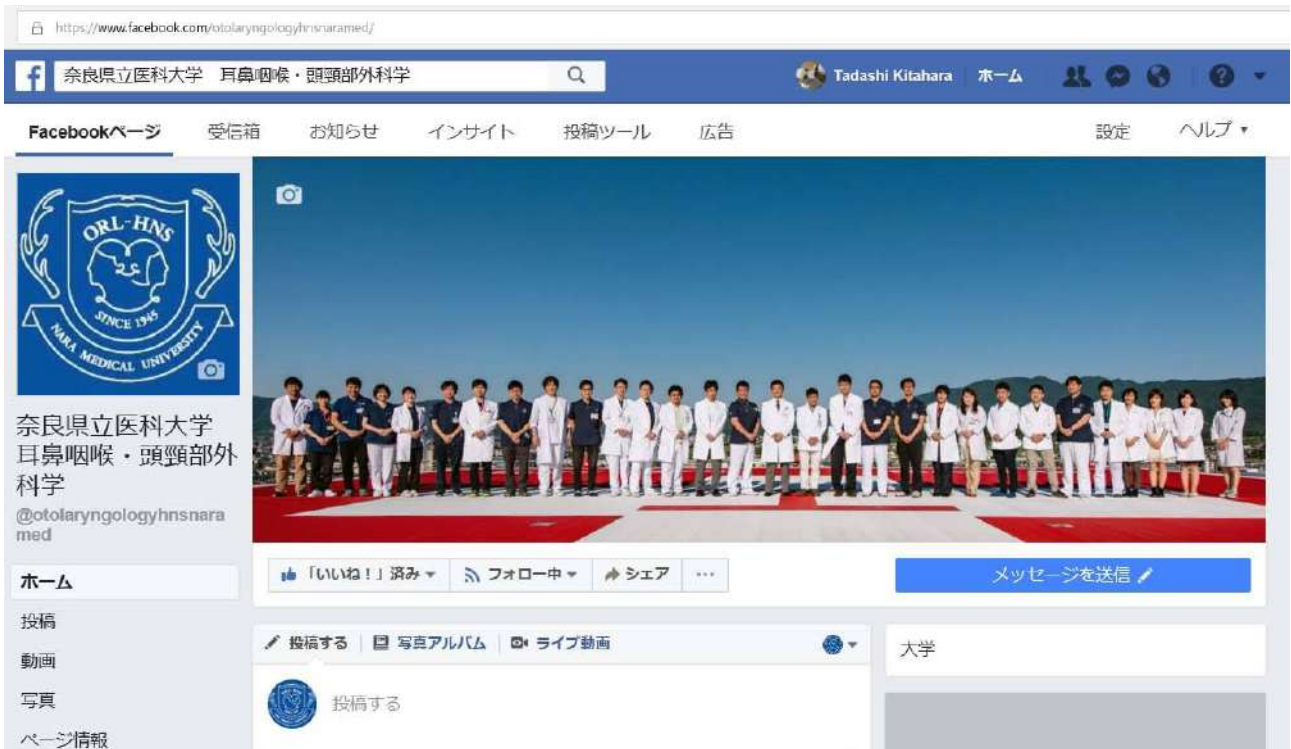 https://www.facebook.com/otolaryngologyhnsnaramed/
f 奈良県立医科大学 耳鼻咽喉・頭頸部外科学 Tadashi Kitahara ホーム
Facebookページ 受信箱 お知らせ インサイト 投稿ツール 広告 設定 ヘルプ
ORL-HNS
SINCE 1945
NARA MEDICAL UNIVERSITY
奈良県立医科大学
耳鼻咽喉・頭頸部外
科学
@otolaryngologyhnsnara
med
ホーム
投稿
動画
写真
ページ情報
「いいね！」済み フォロー中 シェア ... メッセージを送信
投稿する 写真アルバム ライブ動画
投稿する
大学